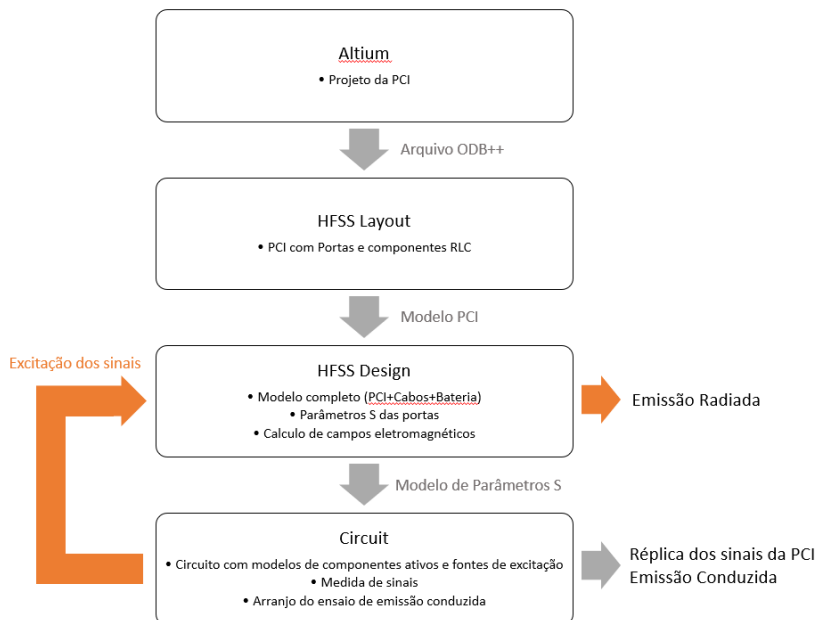 Altium
• Projeto da PCI
Arquivo ODB++
HFSS Layout
• PCI com Portas e componentes RLC
Modelo PCI
Excitação dos sinais
HFSS Design
• Modelo completo (PCI+Cabos+Bateria)
• Parâmetros S das portas
• Calculo de campos eletromagnéticos
Emissão Radiada
Modelo de Parâmetros S
Circuit
• Circuito com modelos de componentes ativos e fontes de excitação
• Medida de sinais
• Arranjo do ensaio de emissão conduzida
Réplica dos sinais da PCI
Emissão Conduzida